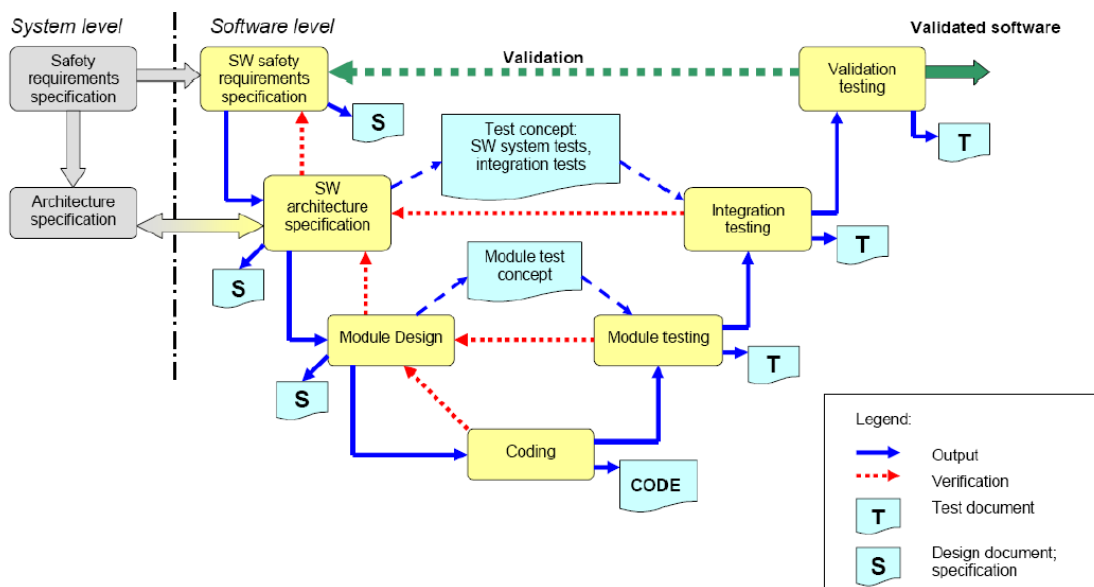 System level
Software level
Validated software
Safety
requirements
specification
SW safety
requirements
specification
Validation
Validation
testing
S
Test concept:
SW system tests,
integration tests
T
Architecture
specification
SW
architecture
specification
Integration
testing
S
Module test
concept
T
Module Design
Module testing
S
T
Coding
CODE
Legend:
Output
Verification
T
Test document
S
Design document;
specification